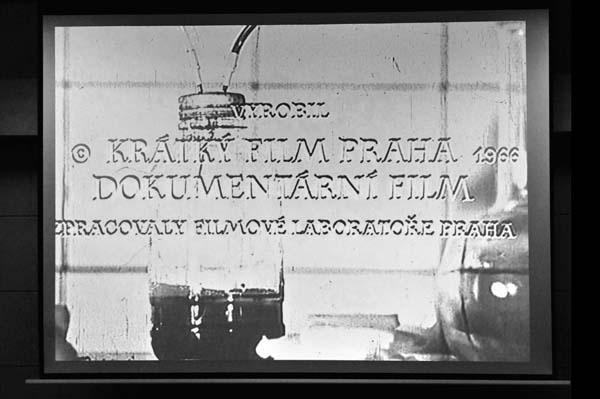 VYROBIL
© KRÁTKÝ FILM PRAHA 1966
DOKUMENTÁRNÍ FILM
ZPRACOVALY FILMOVÉ LABORATOŘE PRAHA